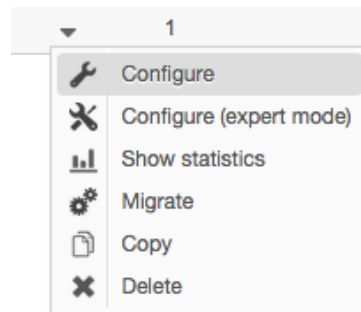 1
Configure
Configure (expert mode)
Show statistics
Migrate
Copy
Delete